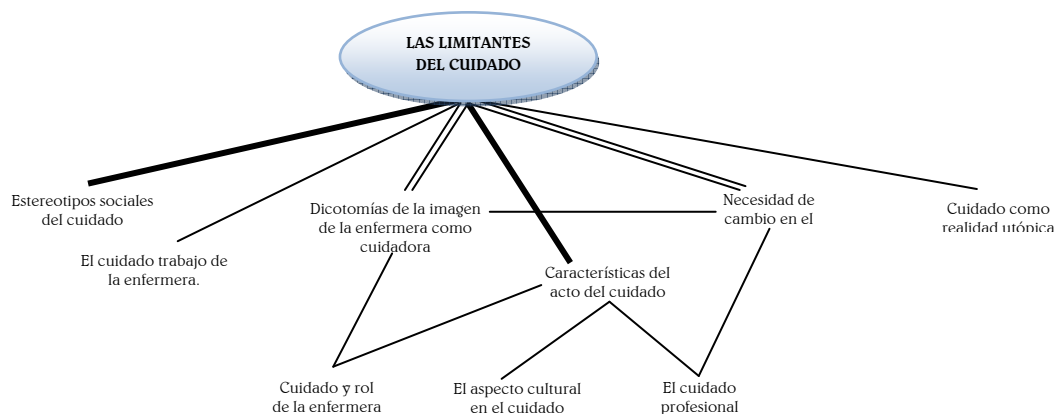 LAS LIMITANTES
DEL CUIDADO
Estereotipos sociales
del cuidado
El cuidado trabajo de
la enfermera.
Dicotomías de la imagen
de la enfermera como
cuidadora
Características del
acto del cuidado
Necesidad de
cambio en el
Cuidado como
realidad utópica
Cuidado y rol
de la enfermera
El aspecto cultural
en el cuidado
El cuidado
profesional